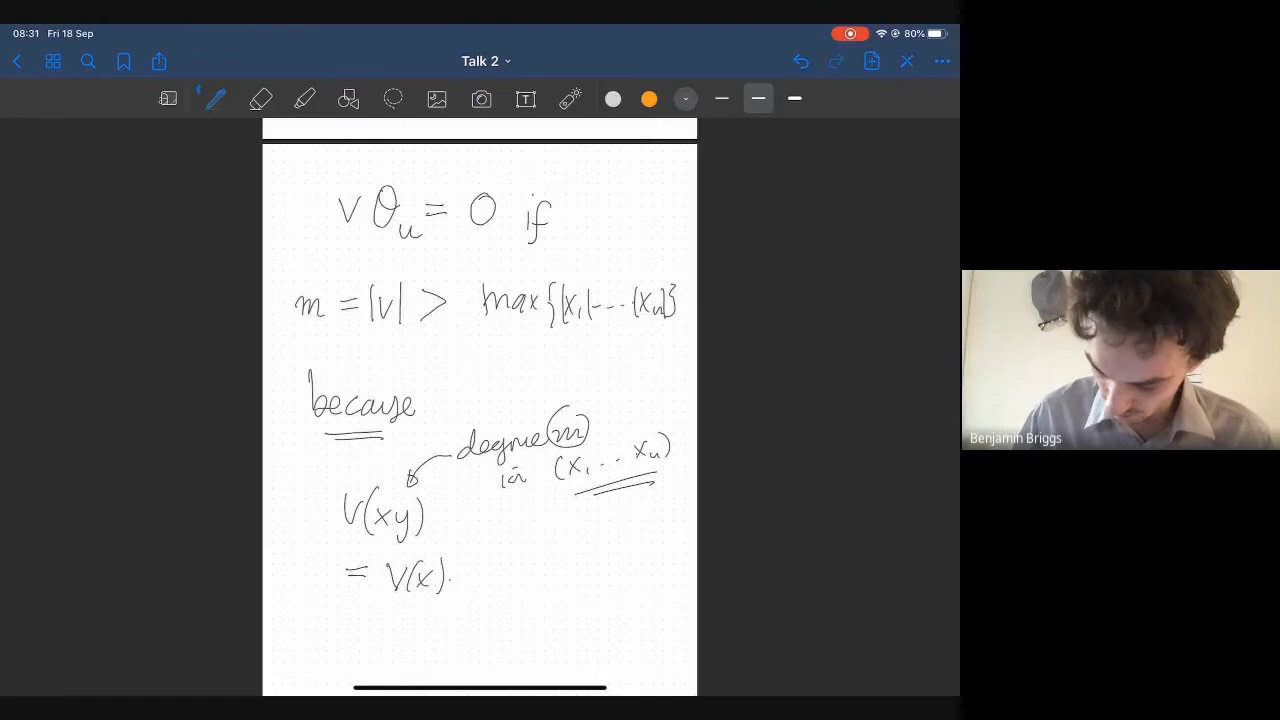 08:31 Fri 18 Sep
80%
Talk 2
T
v θ_u = 0 if
m = |v| > max{|x_1|...|x_n|}
because
degree m
in (x_1 ... x_n)
v(xy)
= v(x).
Benjamin Briggs